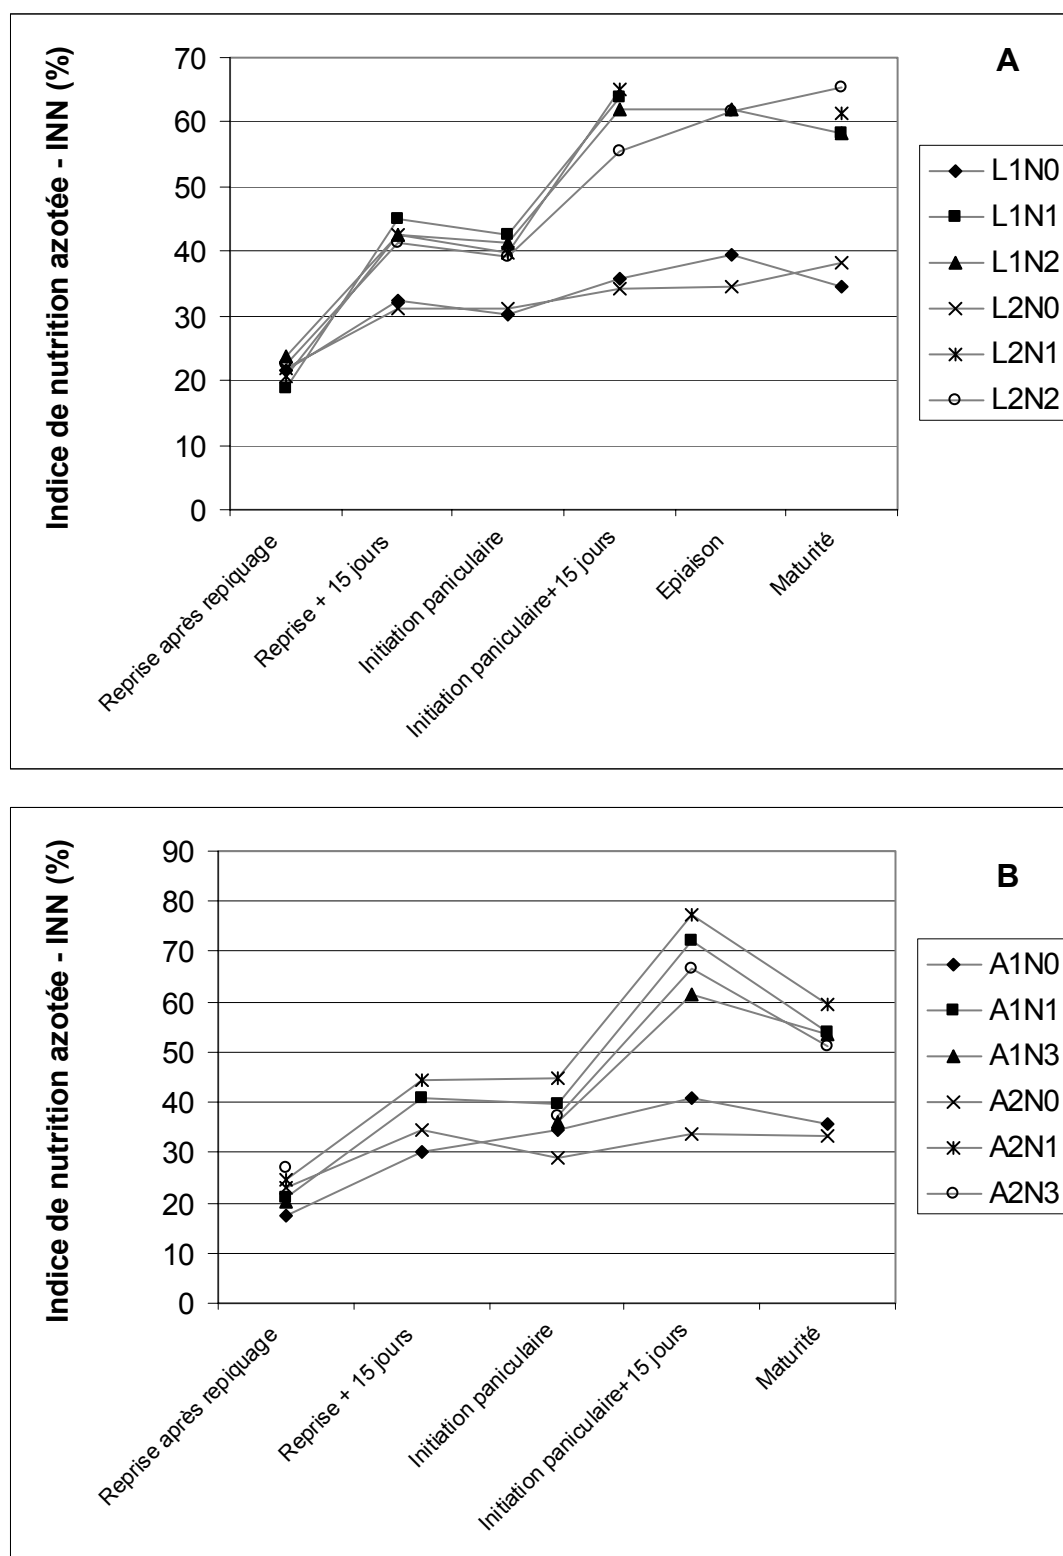 Indice de nutrition azotée - INN (%)
A
70
60
50
40
30
20
10
0
Reprise après repiquage
Reprise + 15 jours
Initiation paniculaire
Initiation paniculaire+15 jours
Epiaison
Maturité
L1N0
L1N1
L1N2
L2N0
L2N1
L2N2
Indice de nutrition azotée - INN (%)
B
90
80
70
60
50
40
30
20
10
0
Reprise après repiquage
Reprise + 15 jours
Initiation paniculaire
Initiation paniculaire+15 jours
Maturité
A1N0
A1N1
A1N3
A2N0
A2N1
A2N3